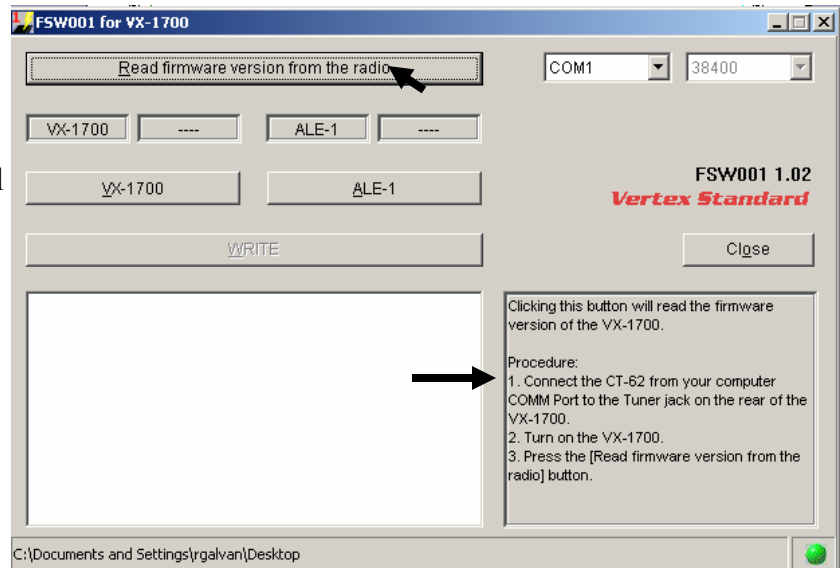 FSW001 for VX-1700
Read firmware version from the radio
COM1
38400
VX-1700
----
ALE-1
----
VX-1700
ALE-1
FSW001 1.02
Vertex Standard
WRITE
Close
Clicking this button will read the firmware
version of the VX-1700.
Procedure:
1. Connect the CT-62 from your computer
COMM Port to the Tuner jack on the rear of the
VX-1700.
2. Turn on the VX-1700.
3. Press the [Read firmware version from the
radio] button.
C:\Documents and Settings\rgalvan\Desktop